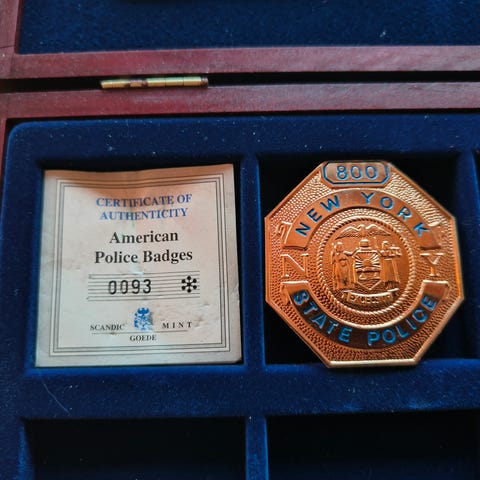 CERTIFICATE OF
AUTHENTICITY
American
Police Badges
0093
SCANDIC MINT
GOEDE
800
NEW YORK
N Y
STATE POLICE